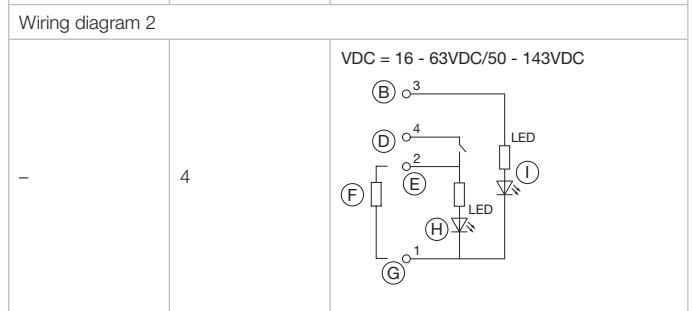 Wiring diagram 2
–
4
VDC = 16 - 63VDC/50 - 143VDC
B 3
D 4
LED
E 2
I
F
LED
H
G 1